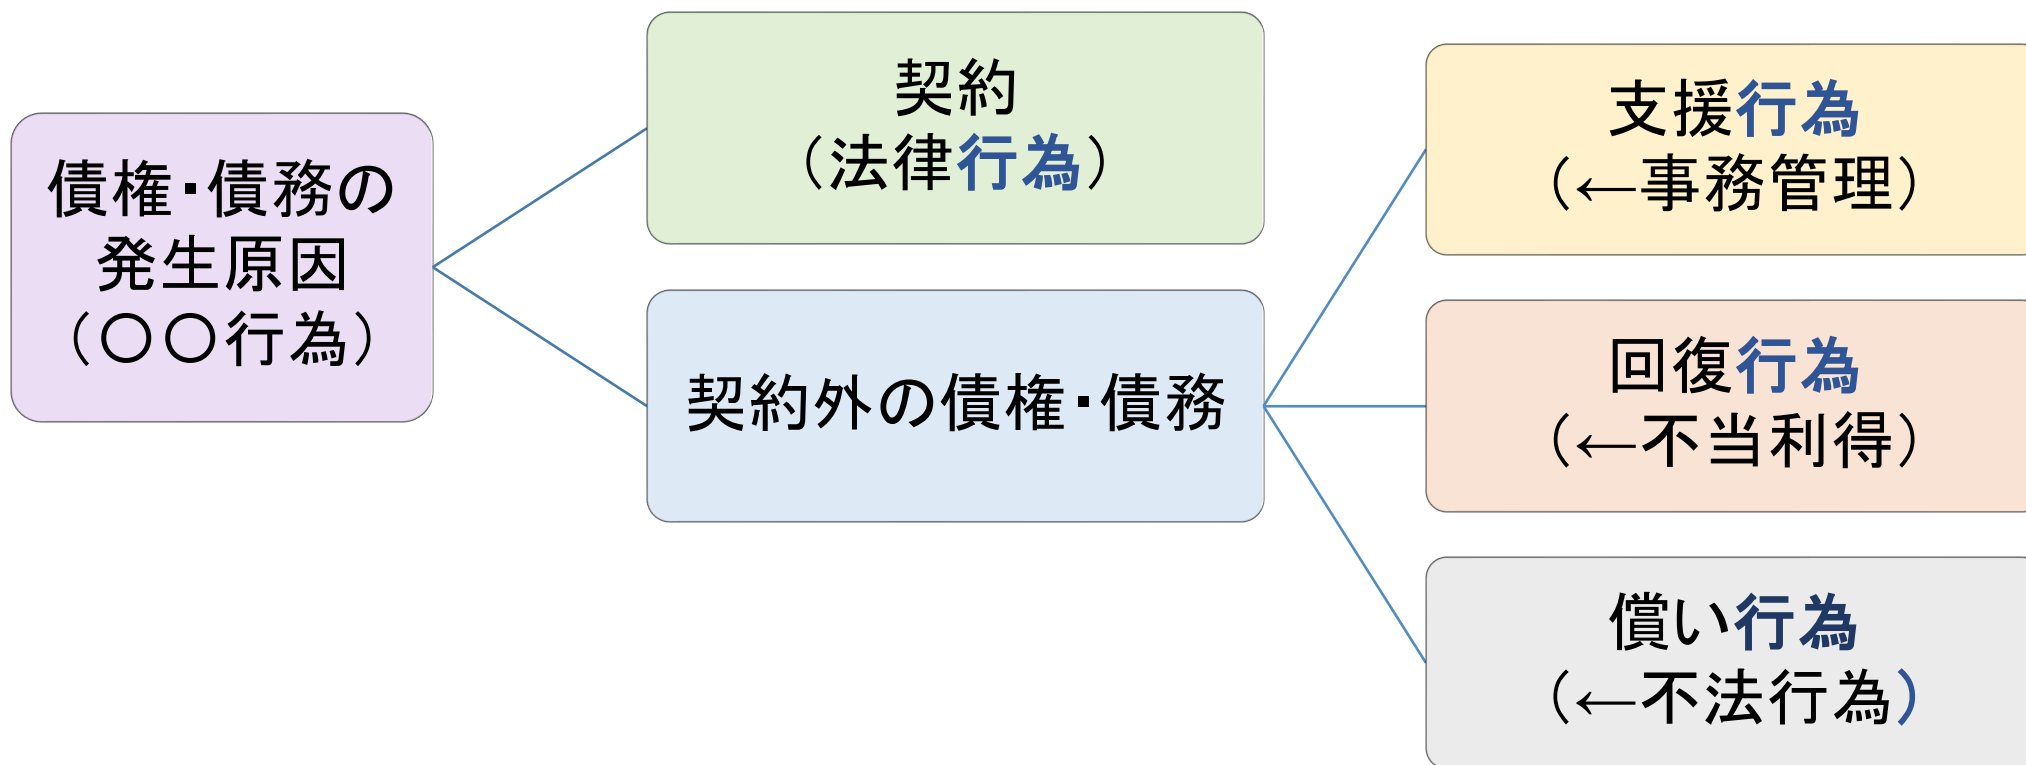 債権・債務の
発生原因
（〇〇行為）
契約
（法律行為）
契約外の債権・債務
支援行為
（←事務管理）
回復行為
（←不当利得）
償い行為
（←不法行為）